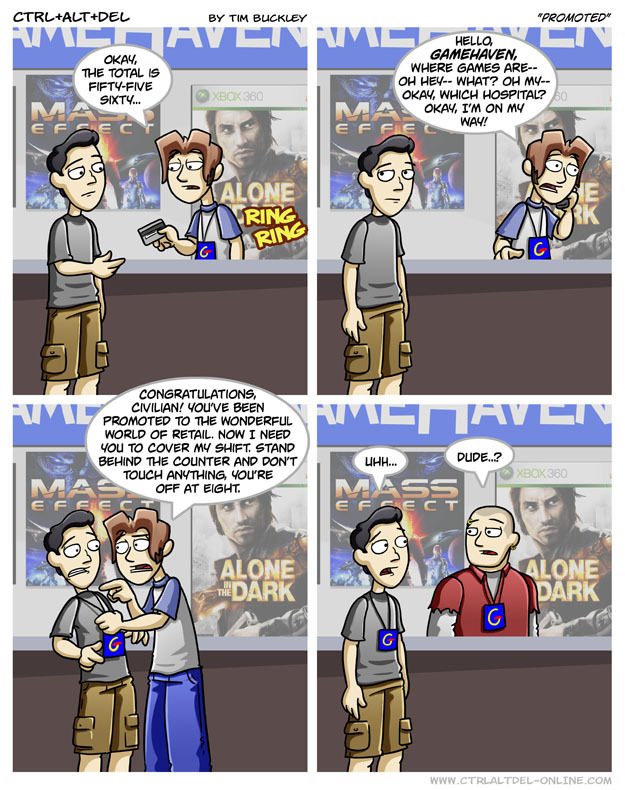 CTRL+ALT+DEL
BY TIM BUCKLEY
"PROMOTED"
AMEHAVEN
OKAY,
THE TOTAL IS
FIFTY-FIVE
SIXTY...
MASS
EFFECT
XBOX 360
ALONE
RING
RING
HELLO,
GAMEHAVEN,
WHERE GAMES ARE--
OH HEY-- WHAT? OH MY--
OKAY, WHICH HOSPITAL?
OKAY, I'M ON MY
WAY!
CONGRATULATIONS,
CIVILIAN! YOU'VE BEEN
PROMOTED TO THE WONDERFUL
WORLD OF RETAIL. NOW I NEED
YOU TO COVER MY SHIFT. STAND
BEHIND THE COUNTER AND DON'T
TOUCH ANYTHING, YOU'RE
OFF AT EIGHT.
MASS
EFFECT
ALONE
IN THE
DARK
G
AMEHAVEN
UHH...
DUDE..?
MASS
EFFECT
XBOX 360
ALONE
DARK
G
G
WWW.CTRLALTDEL-ONLINE.COM